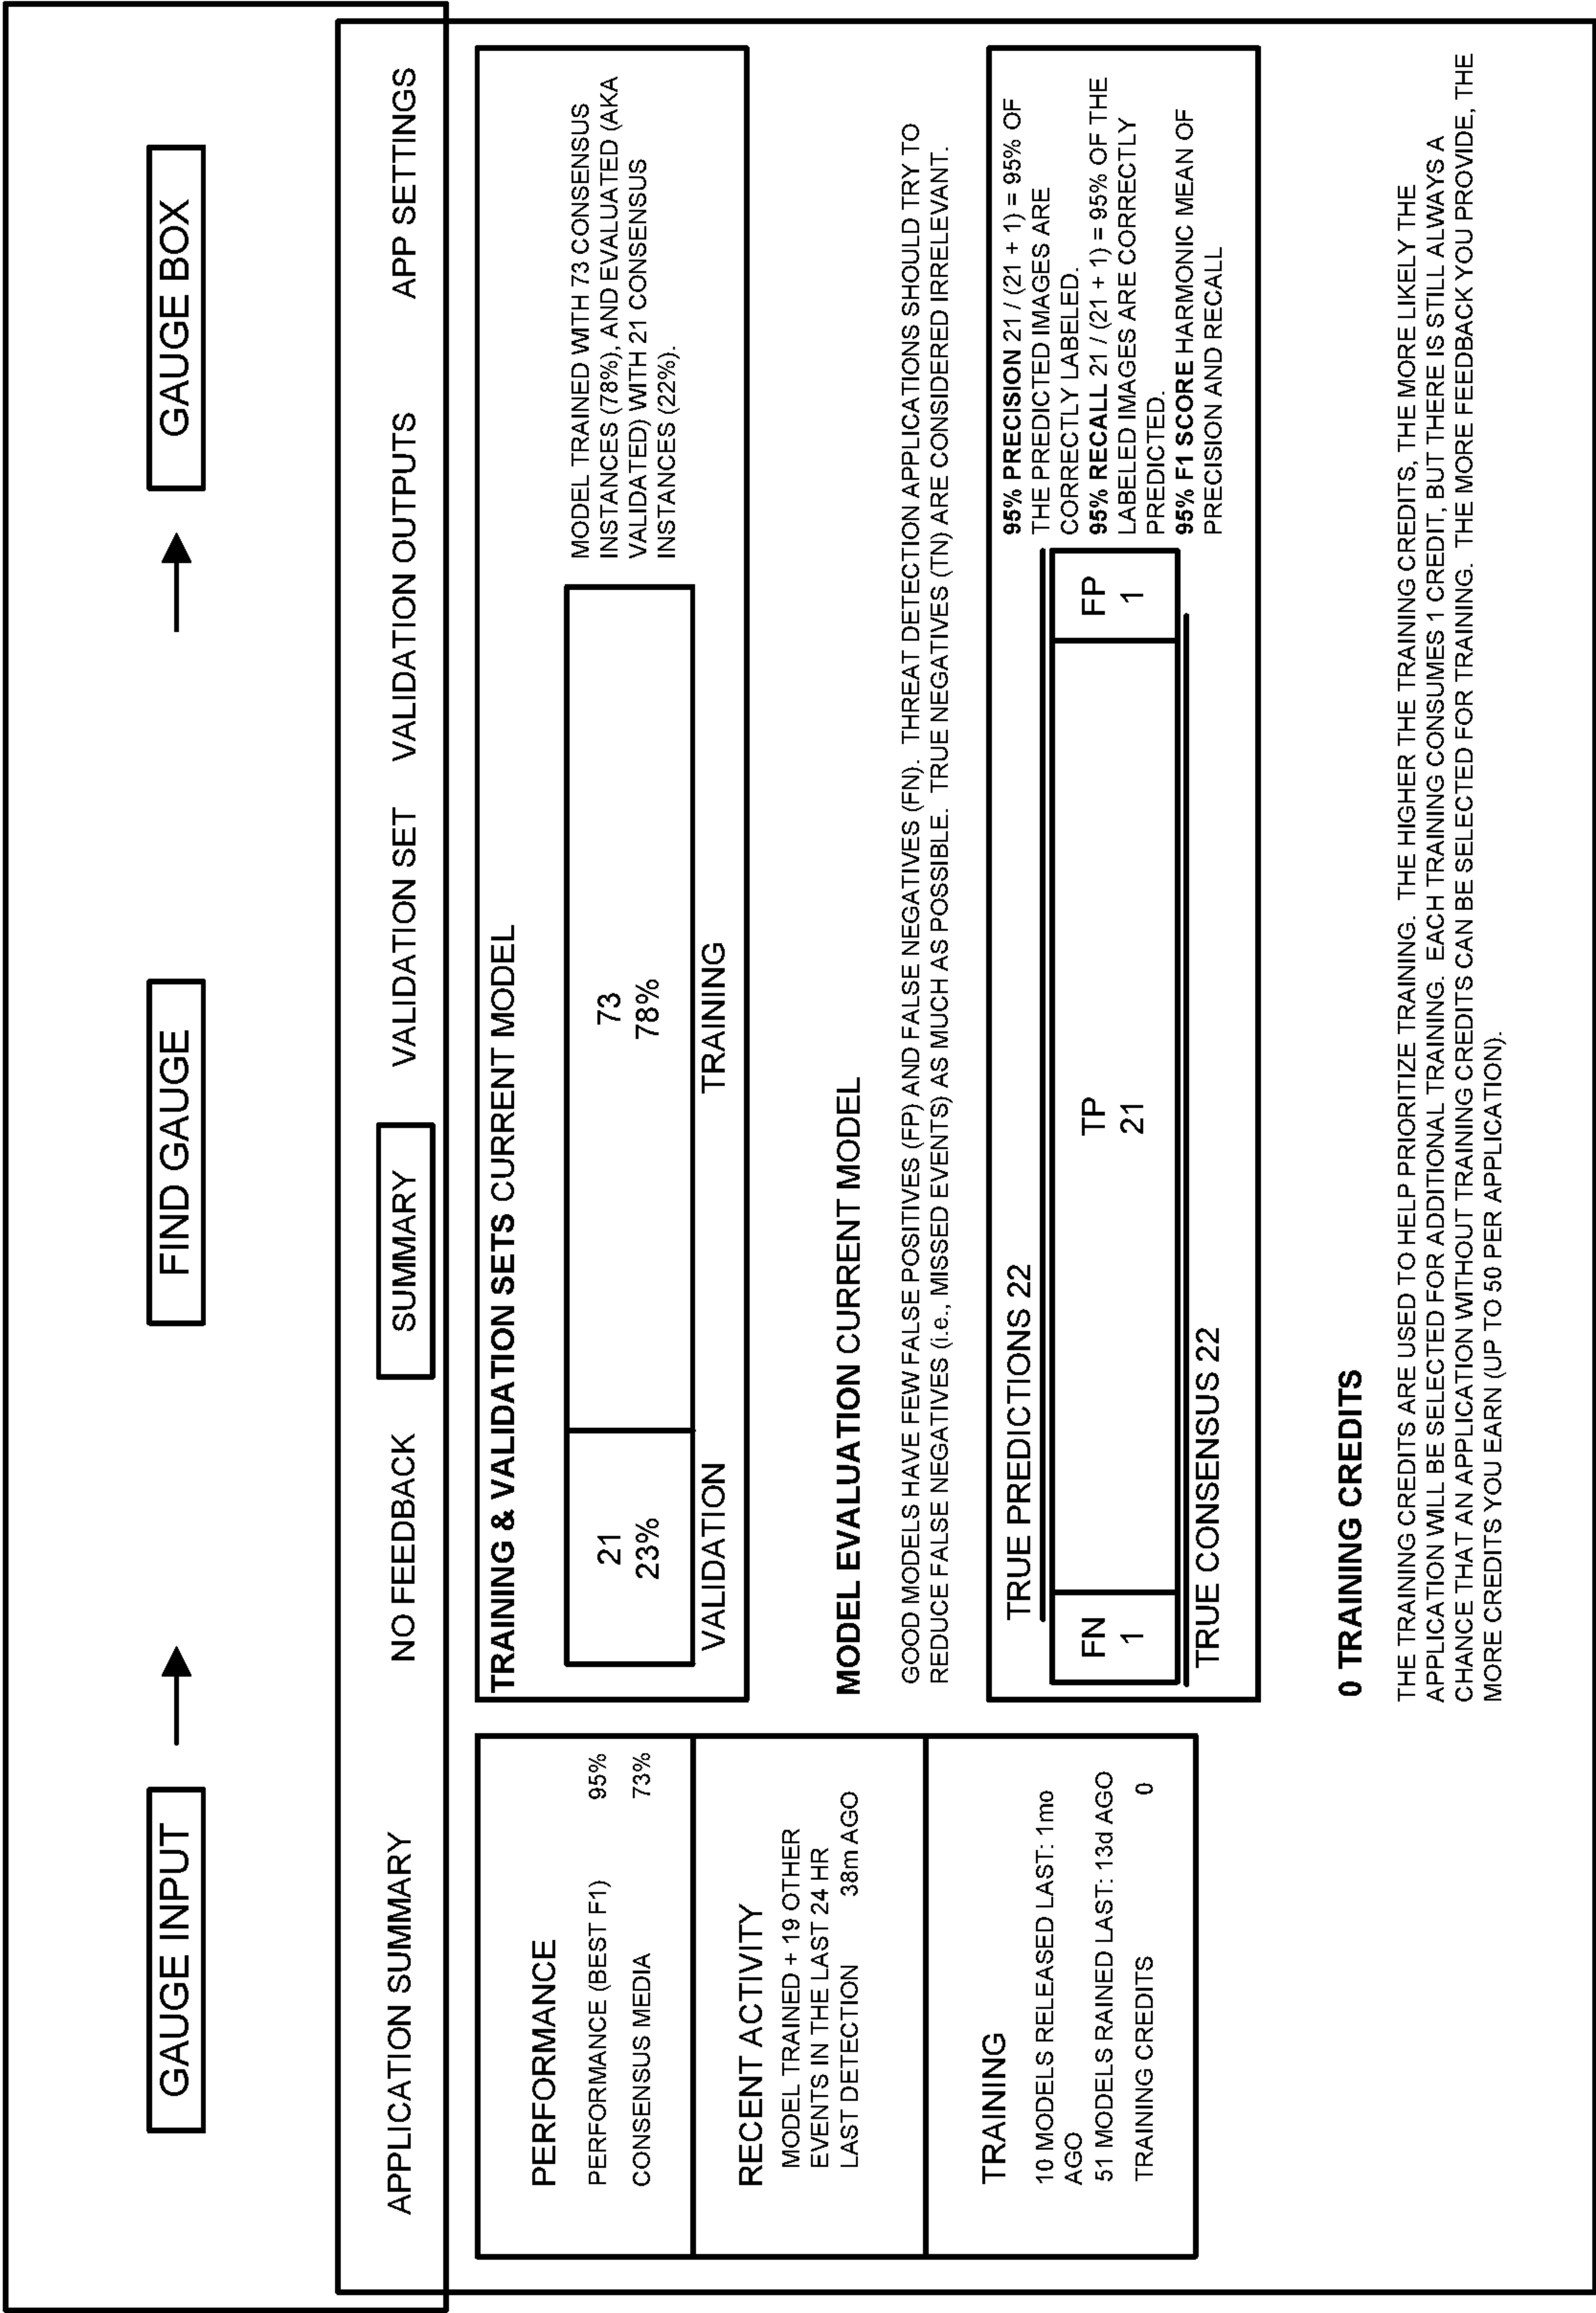 GAUGE INPUT
FIND GAUGE
GAUGE BOX
APPLICATION SUMMARY
NO FEEDBACK
SUMMARY
VALIDATION SET
VALIDATION OUTPUTS
APP SETTINGS
PERFORMANCE
PERFORMANCE (BEST F1) 95%
CONSENSUS MEDIA 73%
RECENT ACTIVITY
MODEL TRAINED + 19 OTHER
EVENTS IN THE LAST 24 HR
LAST DETECTION 38m AGO
TRAINING
10 MODELS RELEASED LAST: 1mo
AGO
51 MODELS RAINED LAST: 13d AGO
TRAINING CREDITS 0
TRAINING & VALIDATION SETS CURRENT MODEL
21
23%
VALIDATION
73
78%
TRAINING
MODEL TRAINED WITH 73 CONSENSUS
INSTANCES (78%), AND EVALUATED (AKA
VALIDATED) WITH 21 CONSENSUS
INSTANCES (22%).
MODEL EVALUATION CURRENT MODEL
GOOD MODELS HAVE FEW FALSE POSITIVES (FP) AND FALSE NEGATIVES (FN). THREAT DETECTION APPLICATIONS SHOULD TRY TO
REDUCE FALSE NEGATIVES (i.e., MISSED EVENTS) AS MUCH AS POSSIBLE. TRUE NEGATIVES (TN) ARE CONSIDERED IRRELEVANT.
TRUE PREDICTIONS 22
FN
1
TP
21
FP
1
TRUE CONSENSUS 22
95% PRECISION 21 / (21 + 1) = 95% OF
THE PREDICTED IMAGES ARE
CORRECTLY LABELED.
95% RECALL 21 / (21 + 1) = 95% OF THE
LABELED IMAGES ARE CORRECTLY
PREDICTED.
95% F1 SCORE HARMONIC MEAN OF
PRECISION AND RECALL
0 TRAINING CREDITS
THE TRAINING CREDITS ARE USED TO HELP PRIORITIZE TRAINING. THE HIGHER THE TRAINING CREDITS, THE MORE LIKELY THE
APPLICATION WILL BE SELECTED FOR ADDITIONAL TRAINING. EACH TRAINING CONSUMES 1 CREDIT, BUT THERE IS STILL ALWAYS A
CHANCE THAT AN APPLICATION WITHOUT TRAINING CREDITS CAN BE SELECTED FOR TRAINING. THE MORE FEEDBACK YOU PROVIDE, THE
MORE CREDITS YOU EARN (UP TO 50 PER APPLICATION).